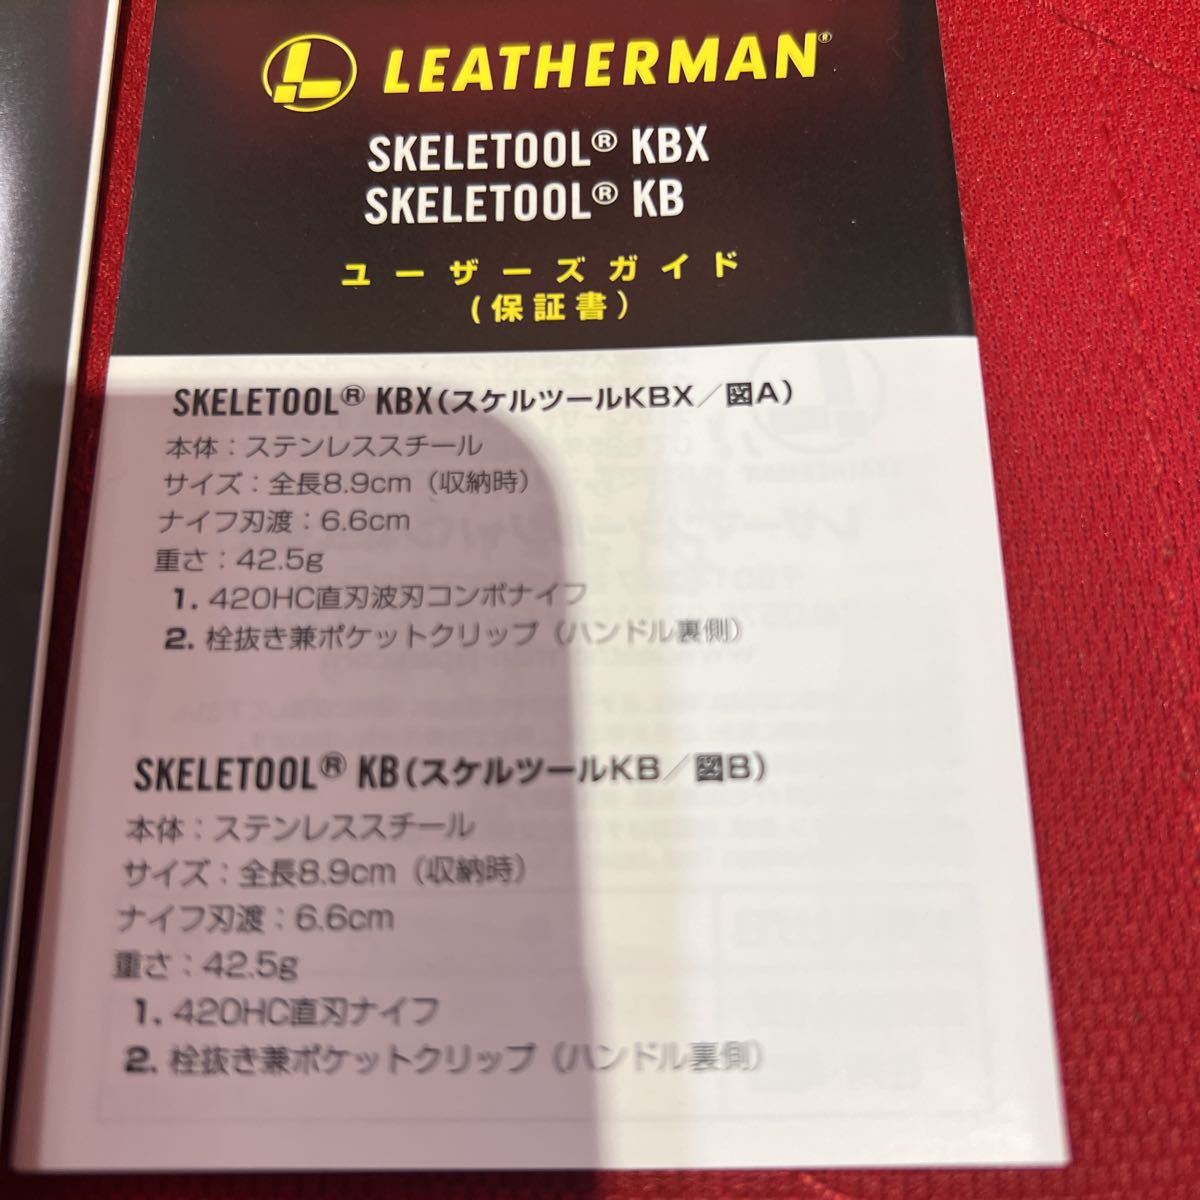 LEATHERMAN®
SKELETOOL® KBX
SKELETOOL® KB
ユーザーズガイド
(保証書)
SKELETOOL® KBX(スケルツールKBX/図A)
本体：ステンレススチール
サイズ：全長8.9cm（収納時）
ナイフ刃渡：6.6cm
重さ：42.5g
1. 420HC直刃波刃コンボナイフ
2. 栓抜き兼ポケットクリップ（ハンドル裏側）
SKELETOOL® KB(スケルツールKB/図B)
本体：ステンレススチール
サイズ：全長8.9cm（収納時）
ナイフ刃渡：6.6cm
重さ：42.5g
1. 420HC直刃ナイフ
2. 栓抜き兼ポケットクリップ（ハンドル裏側）